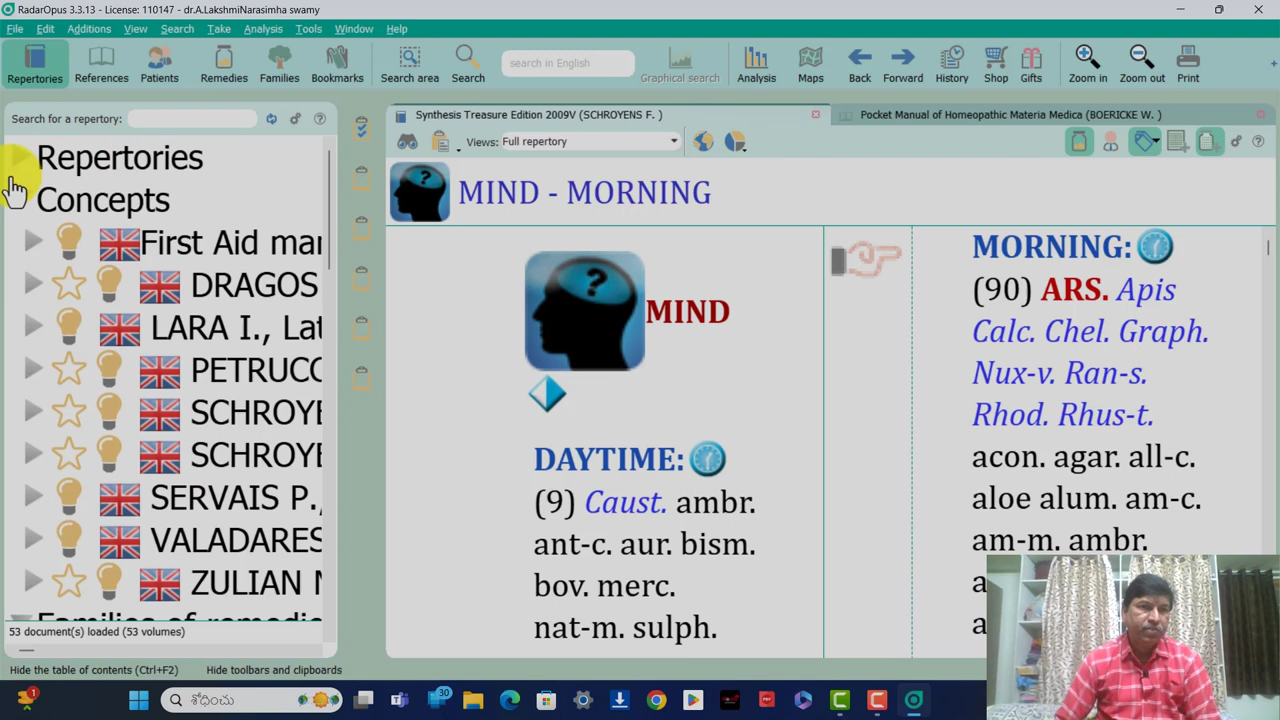 RadarOpus 3.3.13 - License: 110147 - dr.A.LakshmiNarasimha swamy
File Edit Additions View Search Take Analysis Tools Window Help
Repertories References Patients Remedies Families Bookmarks Search area Search search in English Graphical search Analysis Maps Back Forward History Shop Gifts Zoom in Zoom out Print
Search for a repertory:
Repertories
Concepts
First Aid mar
DRAGOS
LARA I., Lat
PETRUCC
SCHROYE
SCHROYE
SERVAIS P.,
VALADARES
ZULIAN M
Families of remedie
53 document(s) loaded (53 volumes)
Hide the table of contents (Ctrl+F2) Hide toolbars and clipboards
Synthesis Treasure Edition 2009V (SCHROYENS F. ) Pocket Manual of Homeopathic Materia Medica (BOERICKE W. )
Views: Full repertory
MIND - MORNING
MIND
DAYTIME:
(9) Caust. ambr.
ant-c. aur. bism.
bov. merc.
nat-m. sulph.
MORNING:
(90) ARS. Apis
Calc. Chel. Graph.
Nux-v. Ran-s.
Rhod. Rhus-t.
acon. agar. all-c.
aloe alum. am-c.
am-m. ambr.
1 శోధించు 30